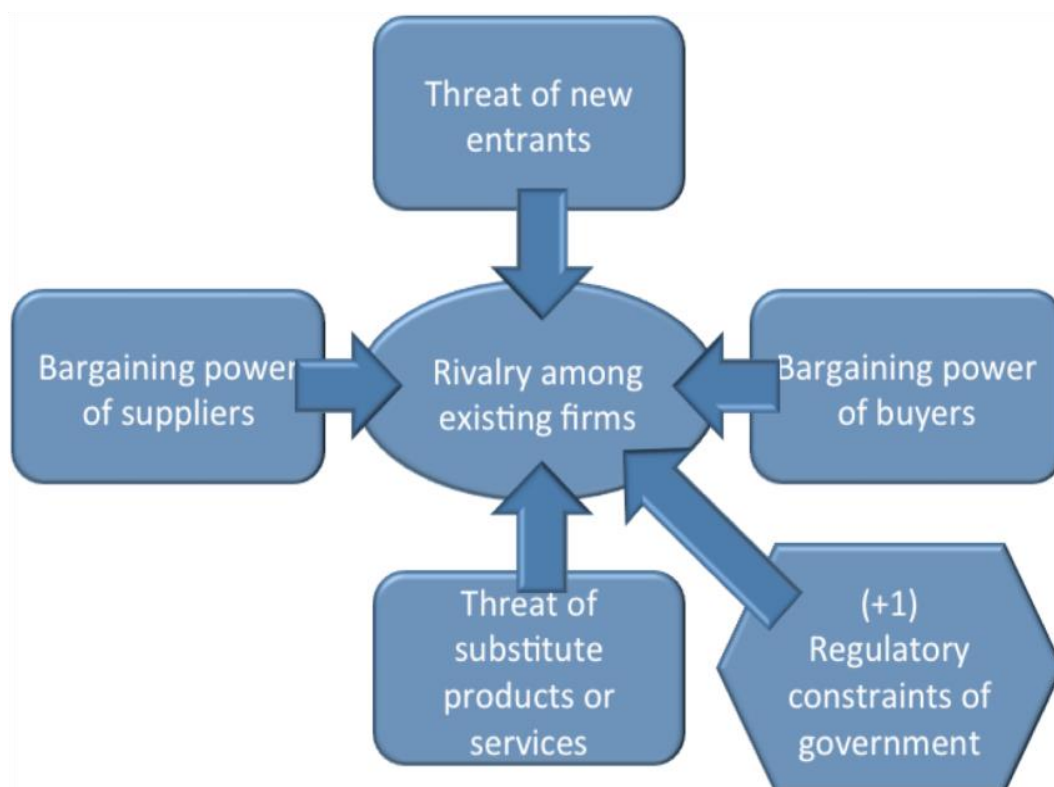 Threat of new
entrants
Bargaining power
of suppliers
Rivalry among
existing firms
Bargaining power
of buyers
Threat of
substitute
products or
services
(+1)
Regulatory
constraints of
government